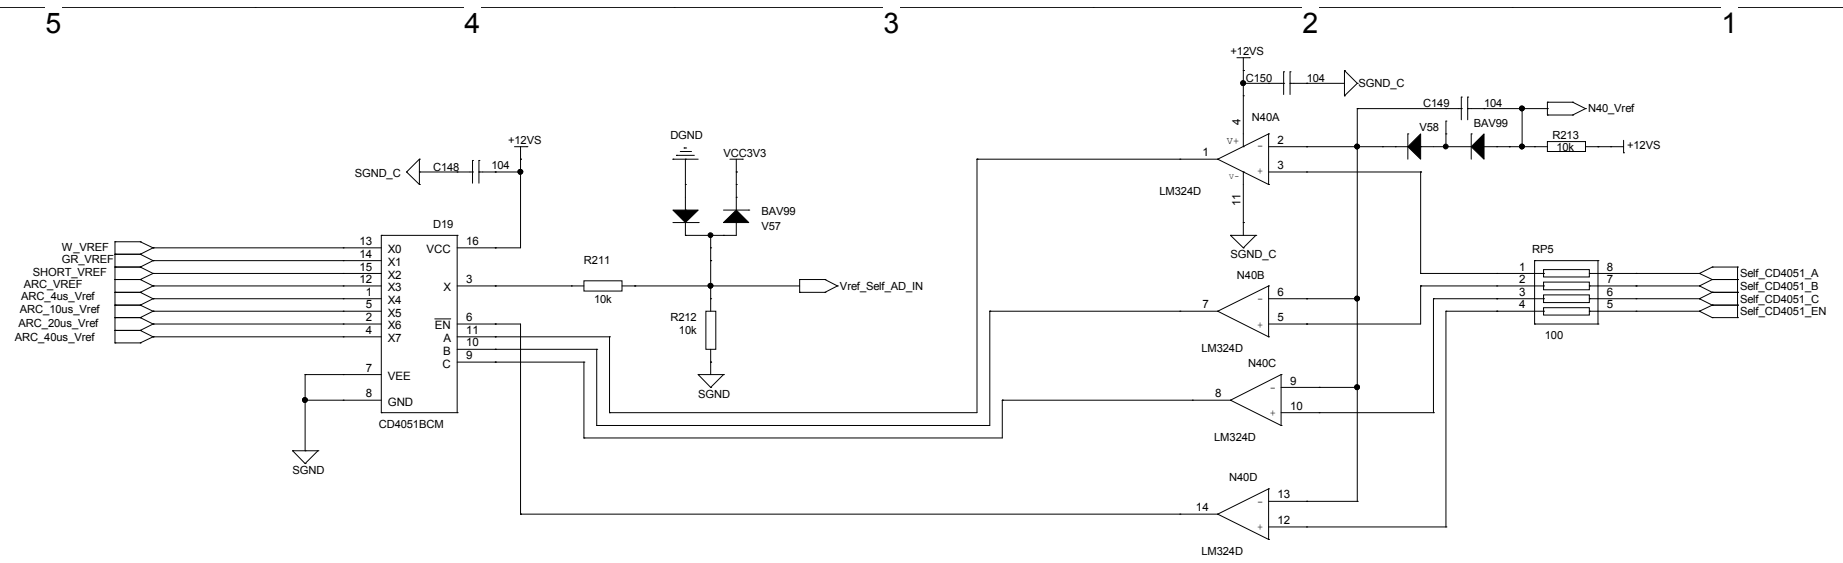 5 4 3 2 1
+12VS
C150 104 SGND_C
C149 104 N40_Vref
N40A
V58 BAV99
R213
10k
+12VS
4
V+
2
-
1
3
+
V-
11
LM324D
SGND_C
DGND
VCC3V3
+12VS
SGND_C C148 104
BAV99
V57
D19
W_VREF 13 X0 VCC 16
GR_VREF 14 X1
SHORT_VREF 15 X2
ARC_VREF 12 X3 X 3
ARC_4us_Vref 1 X4
ARC_10us_Vref 5 X5
ARC_20us_Vref 2 X6 EN 6
ARC_40us_Vref 4 X7 A 11
B 10
C 9
7 VEE
8 GND
CD4051BCM
SGND
R211
10k
Vref_Self_AD_IN
R212
10k
SGND
N40B
6
-
7
5
+
LM324D
N40C
9
-
8
10
+
LM324D
N40D
13
-
14
12
+
LM324D
RP5
1 8 Self_CD4051_A
2 7 Self_CD4051_B
3 6 Self_CD4051_C
4 5 Self_CD4051_EN
100